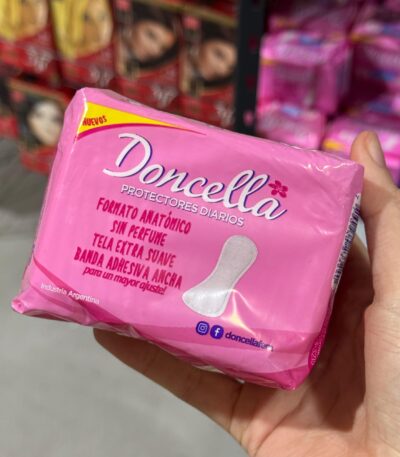 NUEVOS
Doncella
PROTECTORES DIARIOS
FORMATO ANATÓMICO
SIN PERFUME
TELA EXTRA SUAVE
BANDA ADHESIVA ANCHA
para un mayor ajuste!
Industria Argentina